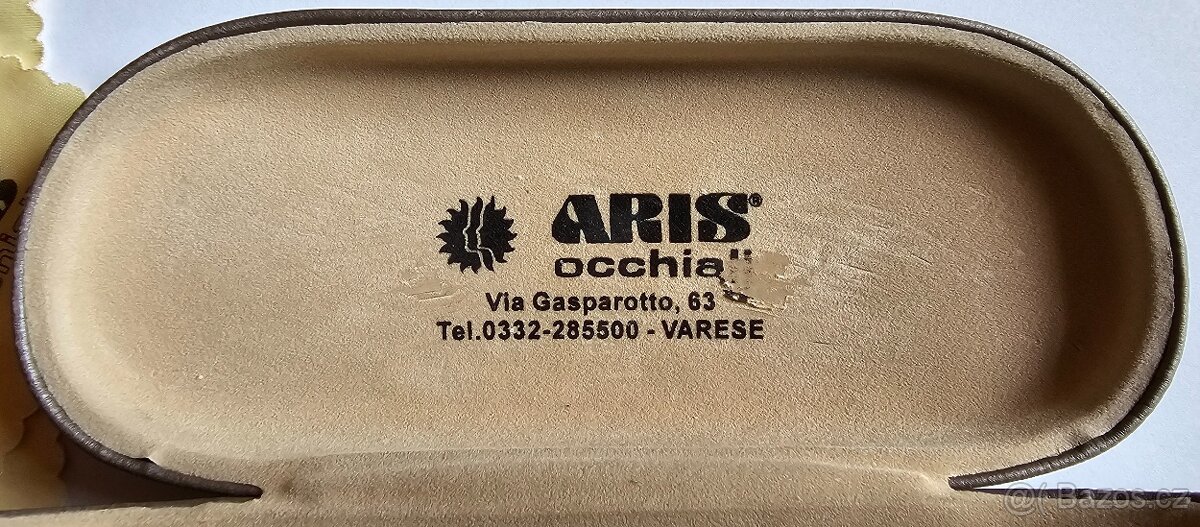 ARIS®
occhiali
Via Gasparotto, 63
Tel.0332-285500 - VARESE
@( Bazos.cz